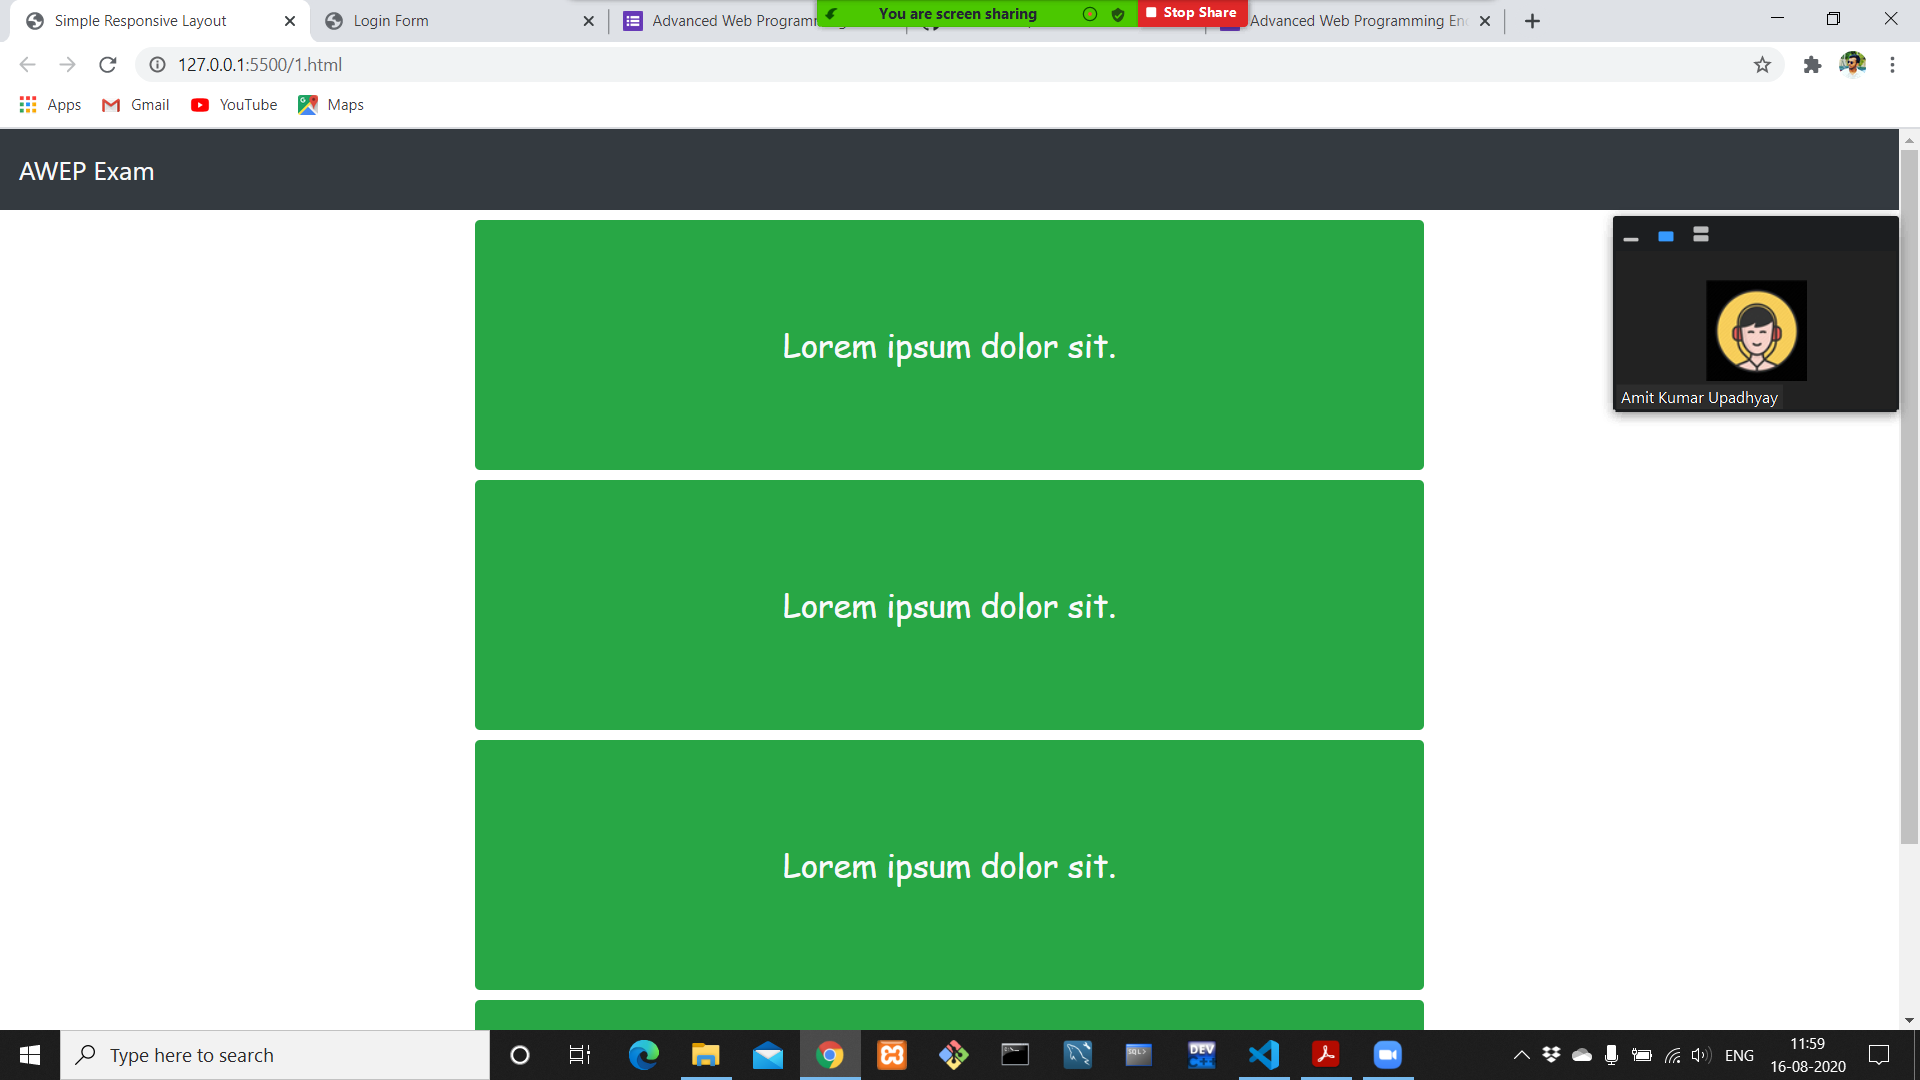 Simple Responsive Layout
Login Form
Advanced Web Programm
You are screen sharing
Stop Share
Advanced Web Programming En
127.0.0.1:5500/1.html
Apps
Gmail
YouTube
Maps
AWEP Exam
Lorem ipsum dolor sit.
Amit Kumar Upadhyay
Lorem ipsum dolor sit.
Lorem ipsum dolor sit.
Type here to search
SQL>
DEV
ENG
11:59
16-08-2020